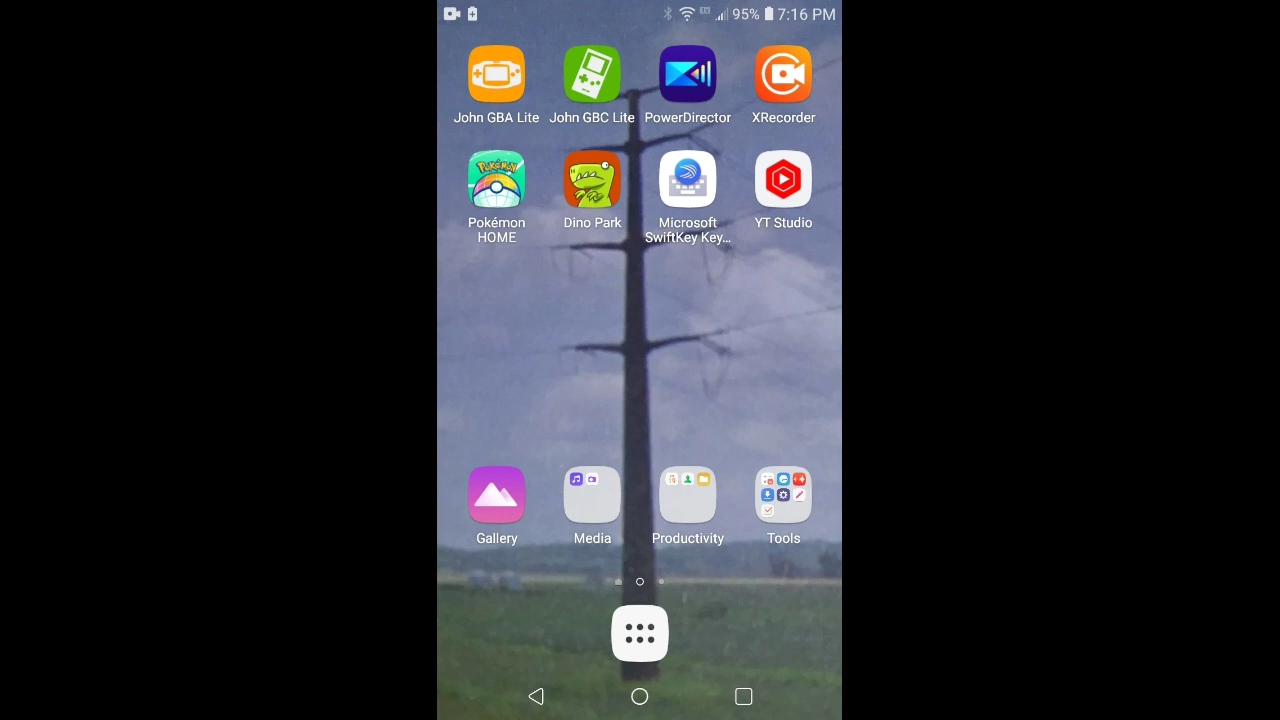 95% 7:16 PM
John GBA Lite
John GBC Lite
PowerDirector
XRecorder
Pokémon
Pokémon
HOME
Dino Park
Microsoft
SwiftKey Key...
YT Studio
Gallery
Media
Productivity
Tools